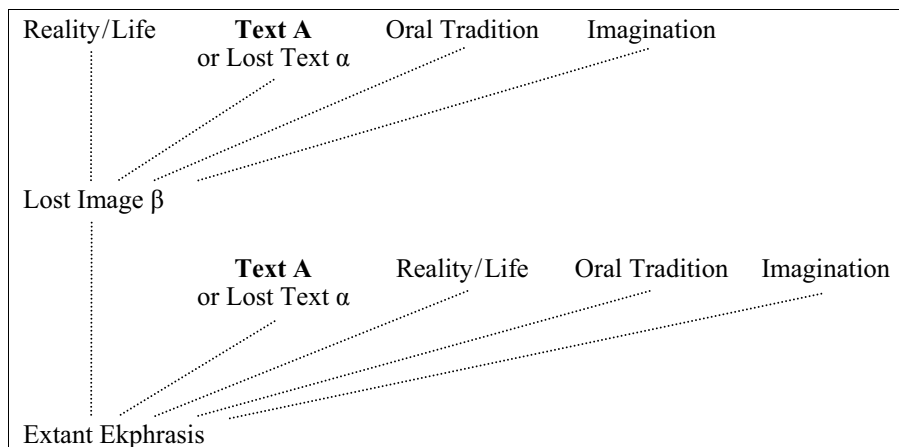 Reality/Life Text A Oral Tradition Imagination
or Lost Text α
Lost Image β
Text A Reality/Life Oral Tradition Imagination
or Lost Text α
Extant Ekphrasis